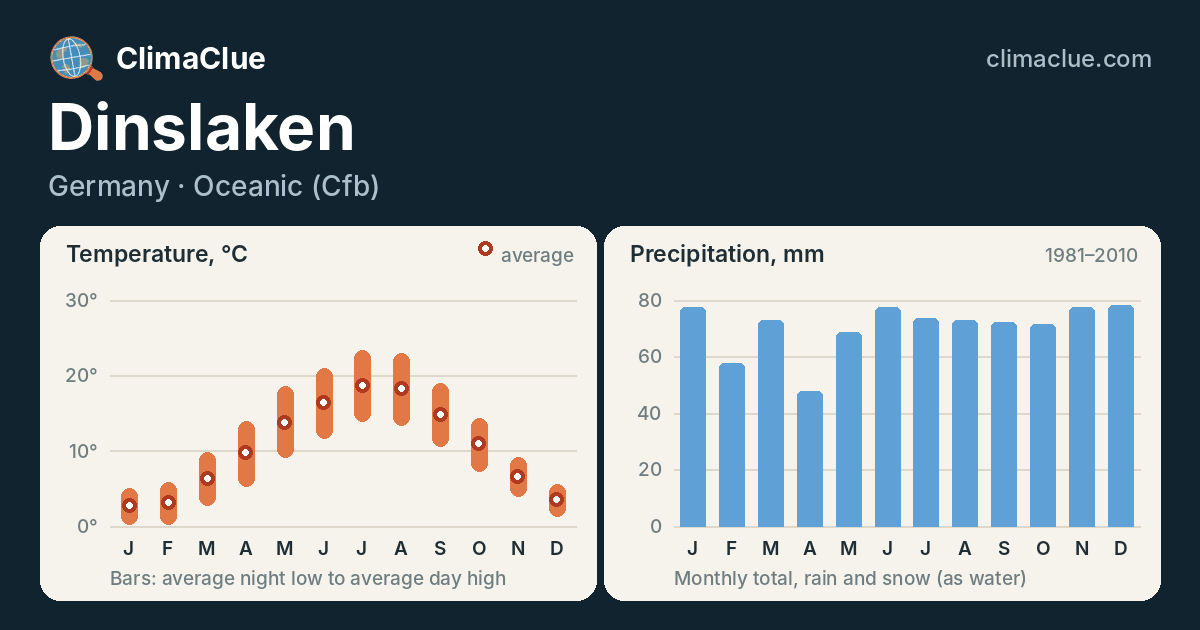 ClimaClue
climaclue.com
Dinslaken
Germany · Oceanic (Cfb)
Temperature, °C
average
30°
20°
10°
0°
J F M A M J J A S O N D
Bars: average night low to average day high
Precipitation, mm
1981–2010
80
60
40
20
0
J F M A M J J A S O N D
Monthly total, rain and snow (as water)